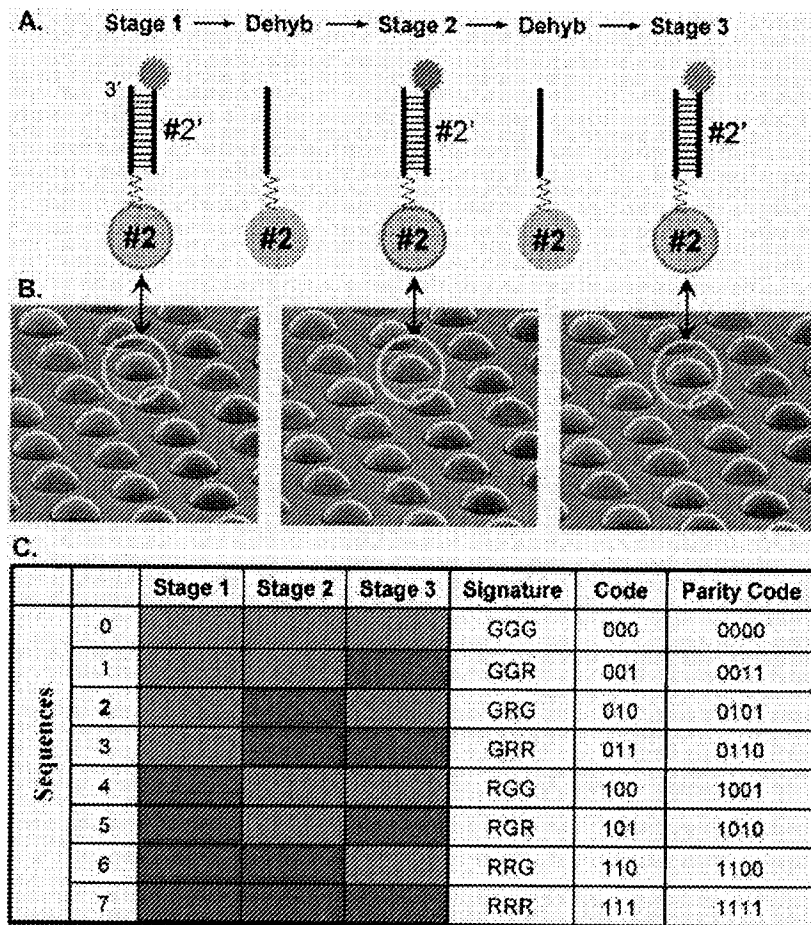 A. Stage 1 → Dehyb → Stage 2 → Dehyb → Stage 3
3'
#2' #2' #2'
#2 #2 #2 #2 #2
B.
C.
Stage 1 Stage 2 Stage 3 Signature Code Parity Code
Sequences
0 GGG 000 0000
1 GGR 001 0011
2 GRG 010 0101
3 GRR 011 0110
4 RGG 100 1001
5 RGR 101 1010
6 RRG 110 1100
7 RRR 111 1111